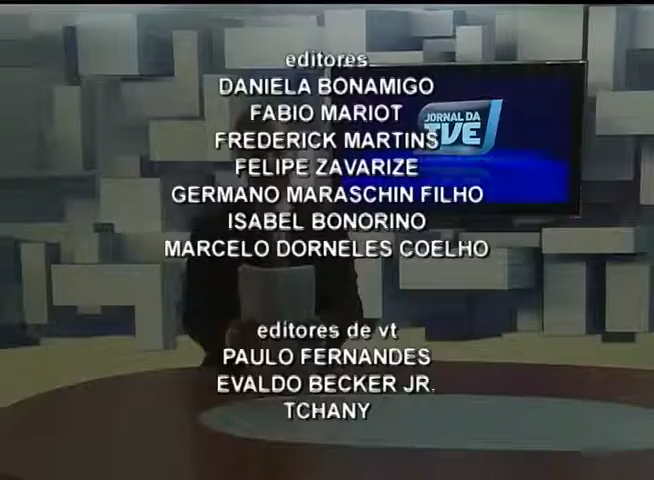 editores
DANIELA BONAMIGO
FABIO MARIOT
FREDERICK MARTINS
FELIPE ZAVARIZE
GERMANO MARASCHIN FILHO
ISABEL BONORINO
MARCELO DORNELES COELHO
JORNAL DA
TVE
editores de vt
PAULO FERNANDES
EVALDO BECKER JR.
TCHANY